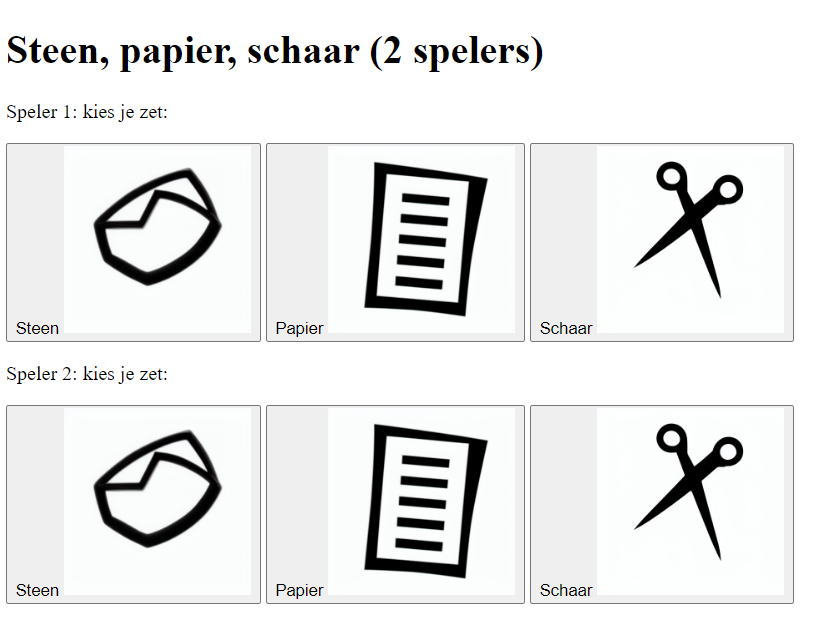 Steen, papier, schaar (2 spelers)
Speler 1: kies je zet:
Steen
Papier
Schaar
Speler 2: kies je zet:
Steen
Papier
Schaar